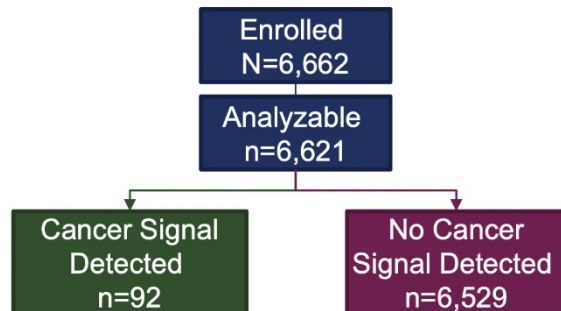 Enrolled
N=6,662
Analyzable
n=6,621
Cancer Signal
Detected
n=92
No Cancer
Signal Detected
n=6,529